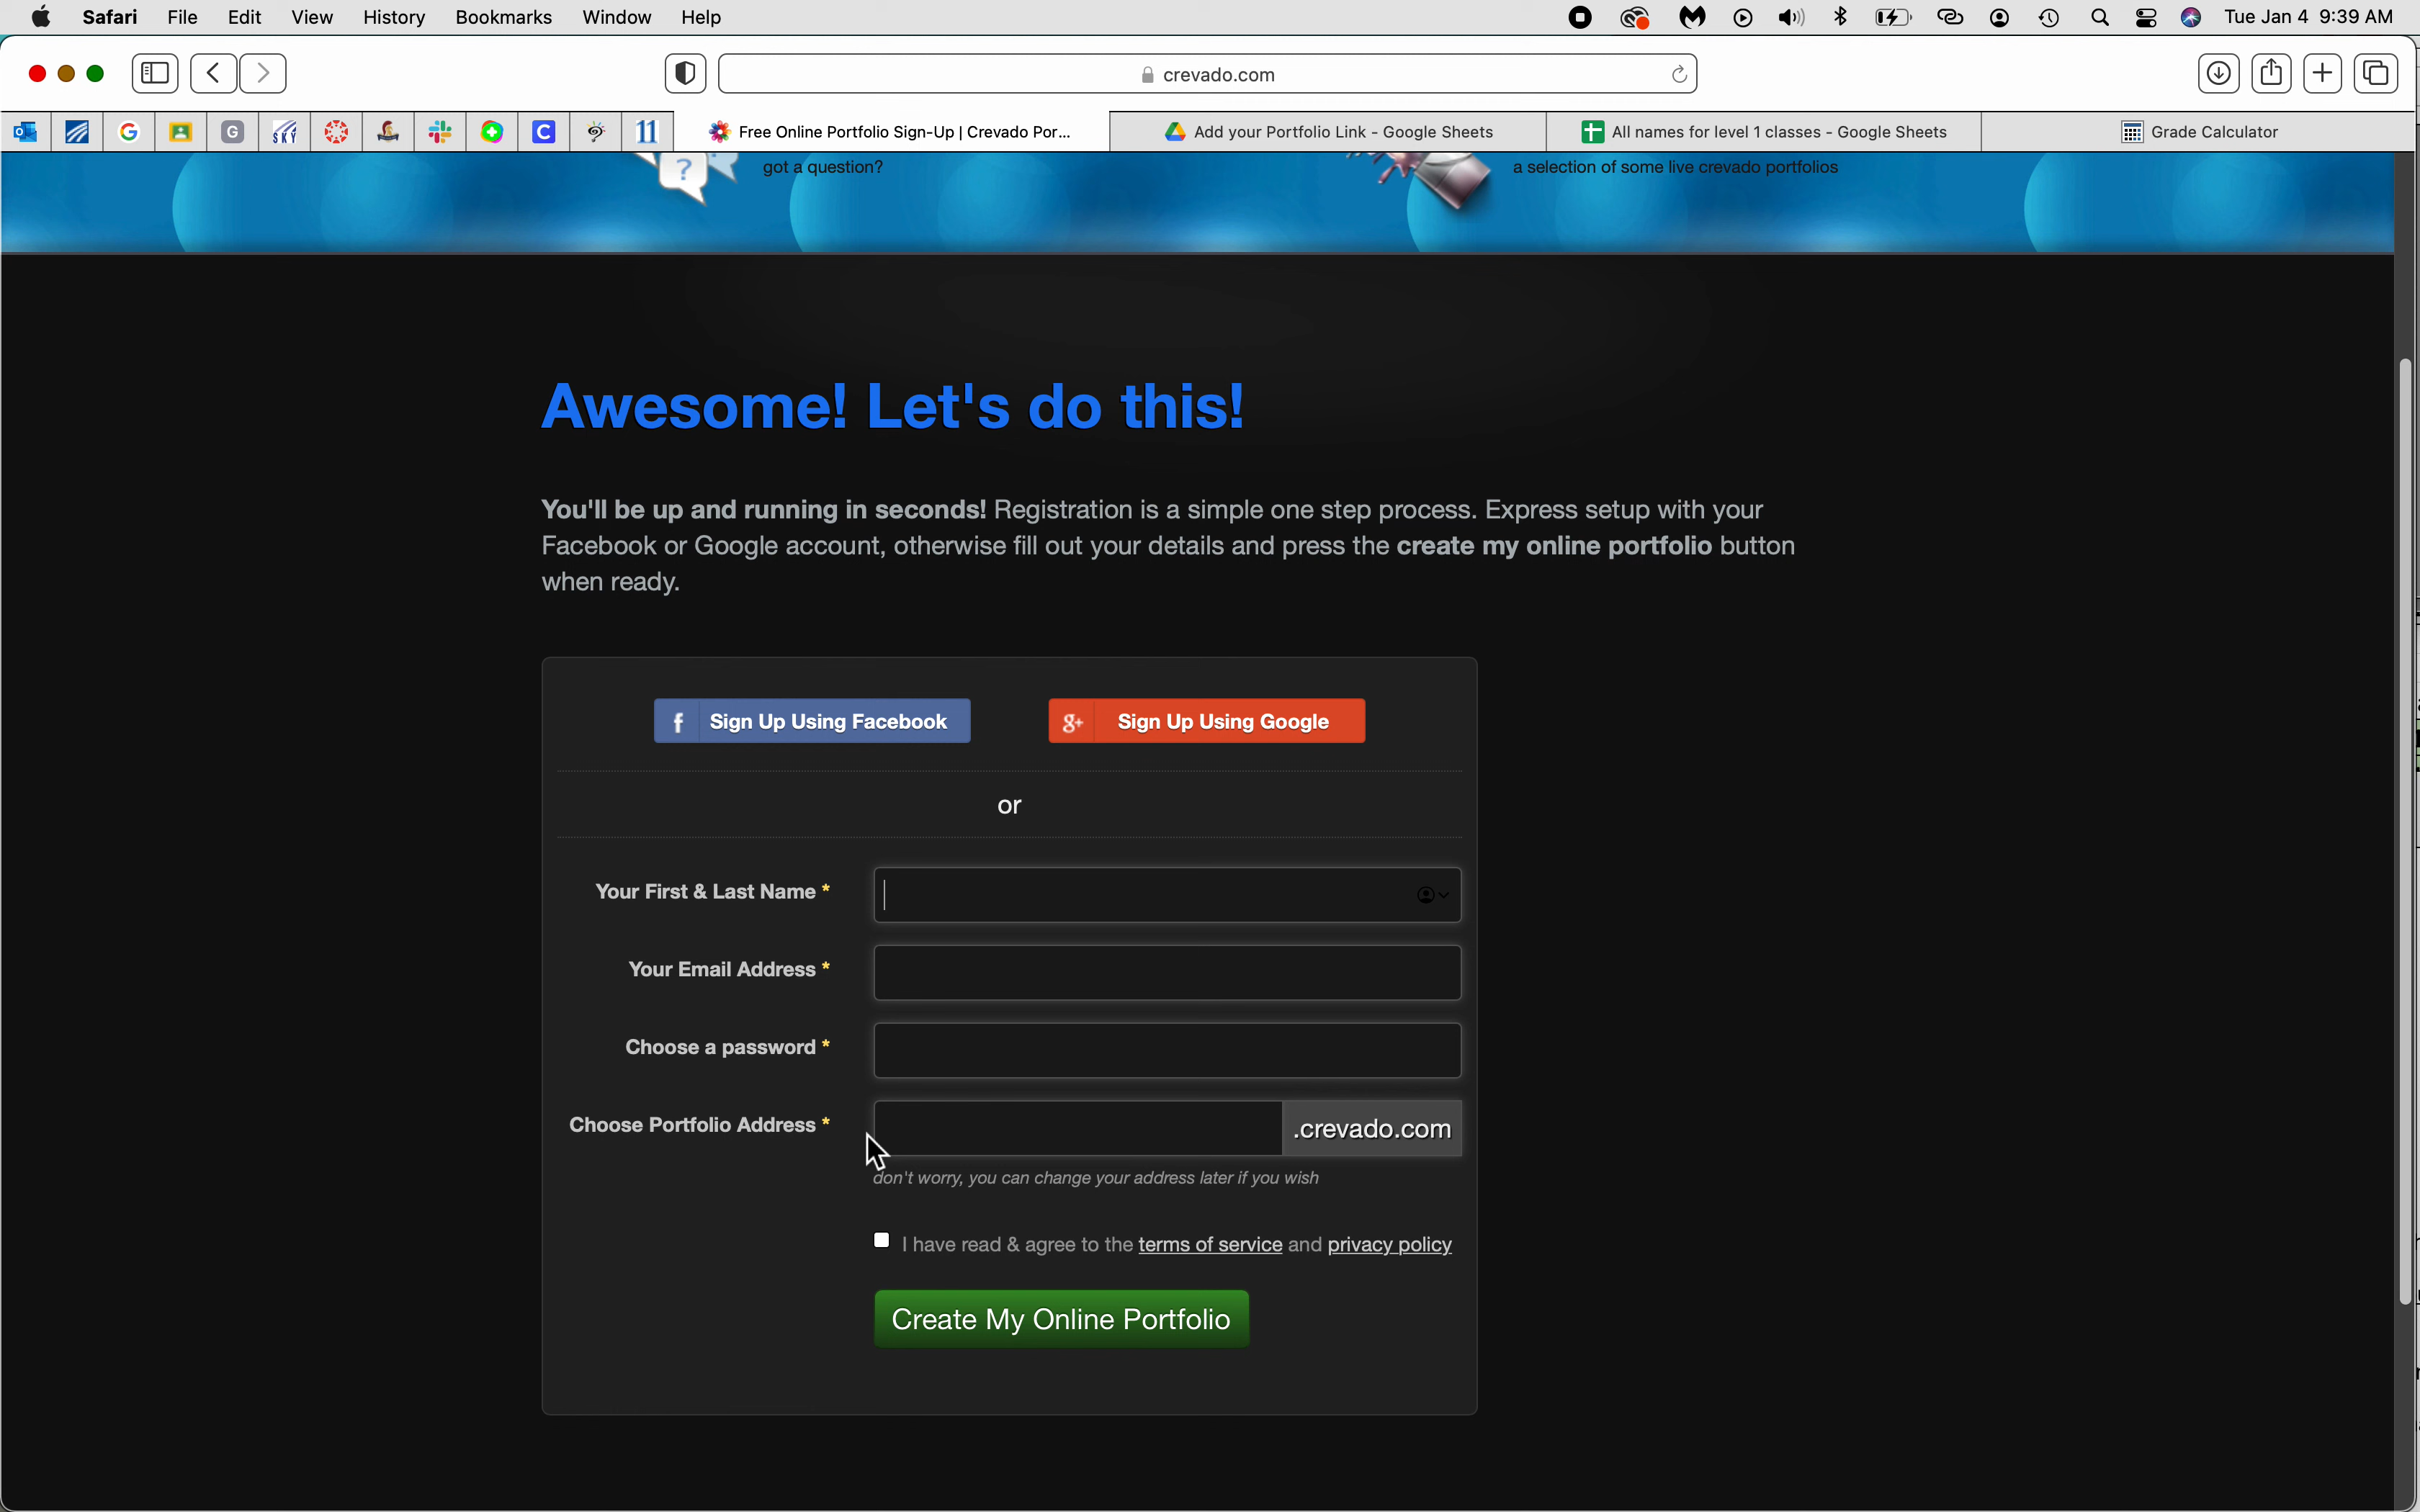 Safari File Edit View History Bookmarks Window Help Tue Jan 4 9:39 AM
crevado.com
G G SKY C 11 Free Online Portfolio Sign-Up | Crevado Por... Add your Portfolio Link - Google Sheets All names for level 1 classes - Google Sheets Grade Calculator
? got a question? a selection of some live crevado portfolios
Awesome! Let's do this!
You'll be up and running in seconds! Registration is a simple one step process. Express setup with your
Facebook or Google account, otherwise fill out your details and press the create my online portfolio button
when ready.
f Sign Up Using Facebook g+ Sign Up Using Google
or
Your First & Last Name *
Your Email Address *
Choose a password *
Choose Portfolio Address * .crevado.com
don't worry, you can change your address later if you wish
I have read & agree to the terms of service and privacy policy
Create My Online Portfolio